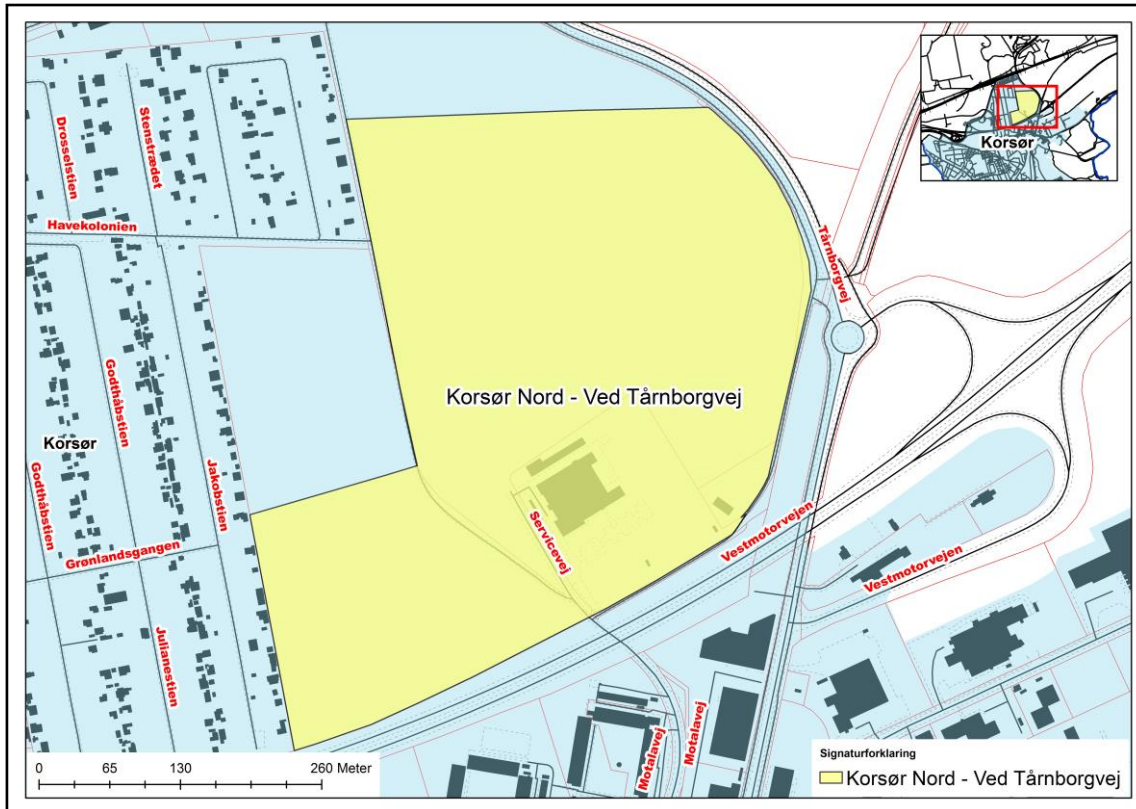 Drosselstien
Stenstrædet
Havekolonien
Korsør
Tårnborgvej
Godthåbstien
Korsør Nord - Ved Tårnborgvej
Korsør
Godthåbstien
Jakobstien
Servicevej
Vestmotorvejen
Grønlandsgangen
Vestmotorvejen
Julianestien
Motalavej
Motalavej
0 65 130 260 Meter
Signaturforklaring
Korsør Nord - Ved Tårnborgvej